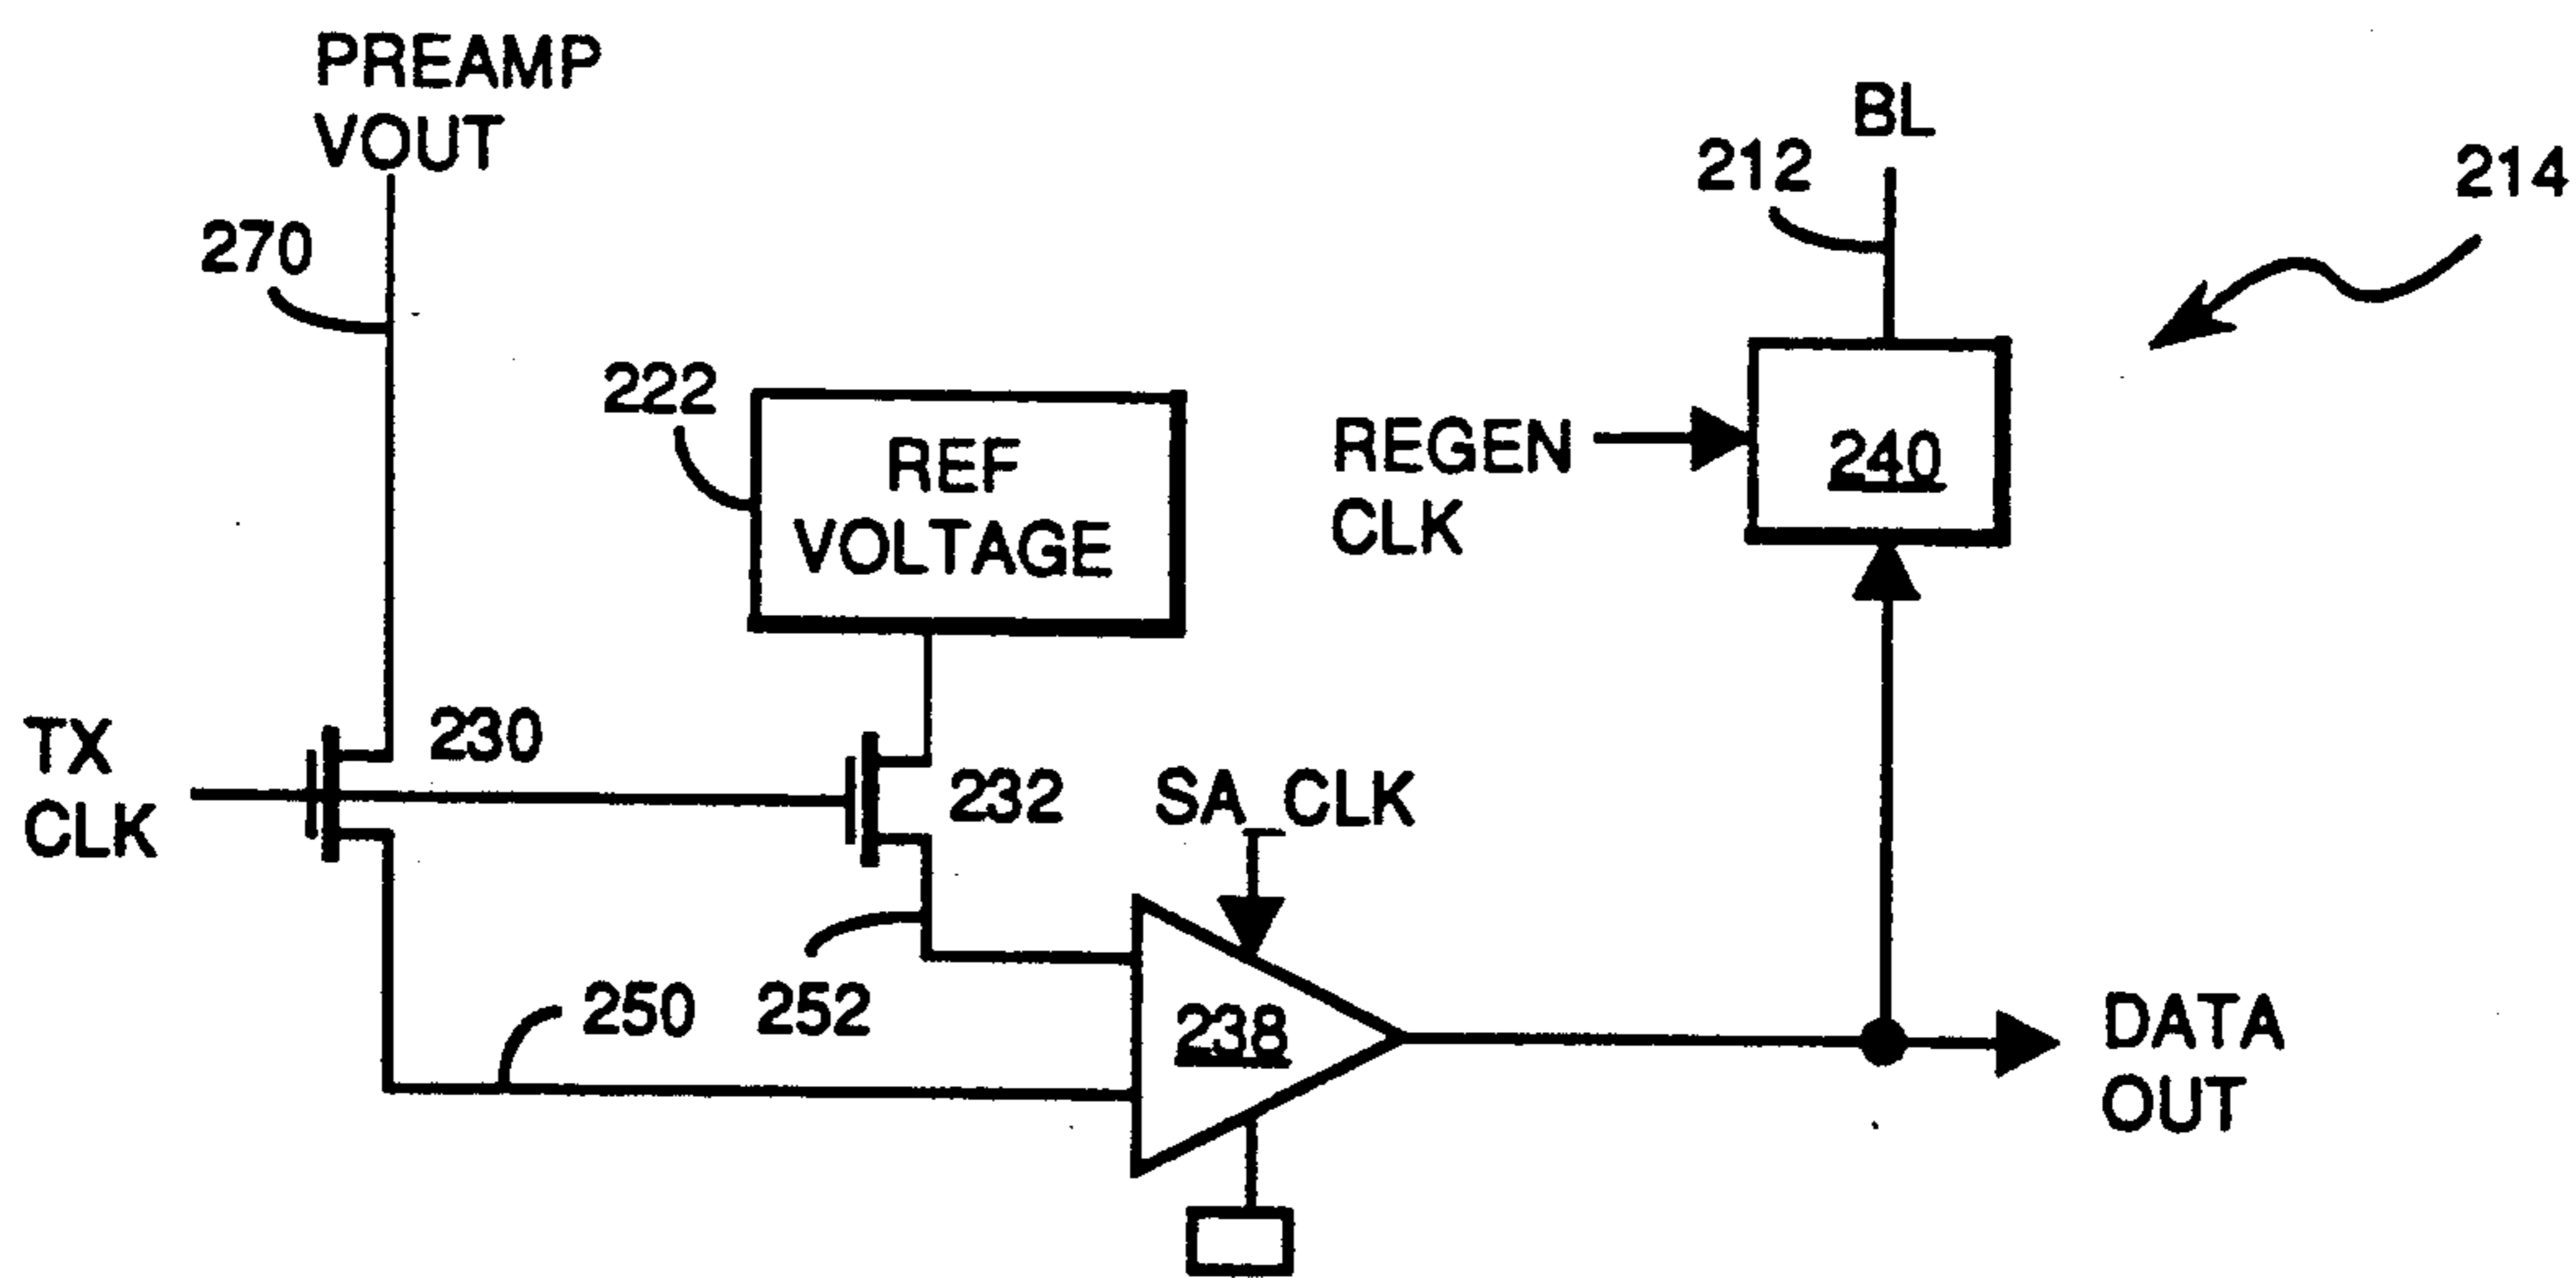 PREAMP
VOUT
270
BL
212
214
222
REF
VOLTAGE
REGEN
CLK
240
TX
CLK
230
232
SA_CLK
250
252
238
DATA
OUT